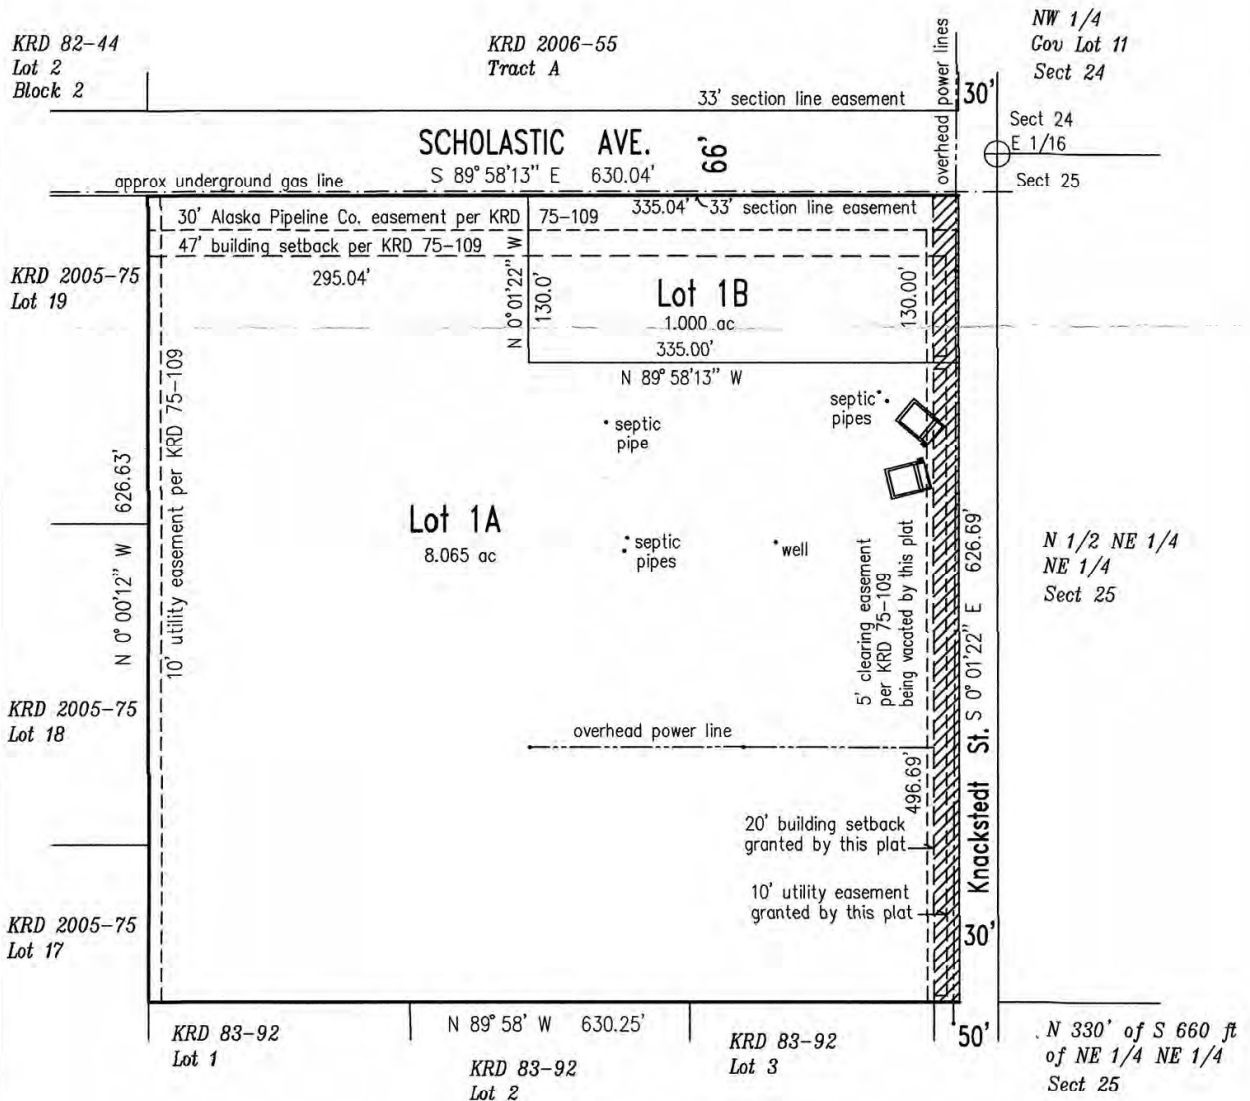 KRD 82-44
Lot 2
Block 2
KRD 2006-55
Tract A
overhead power lines
NW 1/4
Gov Lot 11
Sect 24
33' section line easement
30'
SCHOLASTIC AVE.
66'
S 89°58'13" E 630.04'
Sect 24
E 1/16
Sect 25
approx underground gas line
30' Alaska Pipeline Co. easement per KRD 75-109
335.04'
33' section line easement
47' building setback per KRD 75-109
KRD 2005-75
Lot 19
295.04'
N 0°01'22" W
130.0'
Lot 1B
1.000 ac
335.00'
130.00'
N 89°58'13" W
10' utility easement per KRD 75-109
septic
pipes
septic
pipe
N 0°00'12" W 626.63'
Lot 1A
8.065 ac
septic
pipes
well
5' clearing easement
per KRD 75-109
being vacated by this plat
S 0°01'22" E 626.69'
N 1/2 NE 1/4
NE 1/4
Sect 25
KRD 2005-75
Lot 18
overhead power line
496.69'
Knackstedt St.
20' building setback
granted by this plat
10' utility easement
granted by this plat
KRD 2005-75
Lot 17
30'
KRD 83-92
Lot 1
N 89°58' W 630.25'
KRD 83-92
Lot 2
KRD 83-92
Lot 3
50'
N 330' of S 660 ft
of NE 1/4 NE 1/4
Sect 25